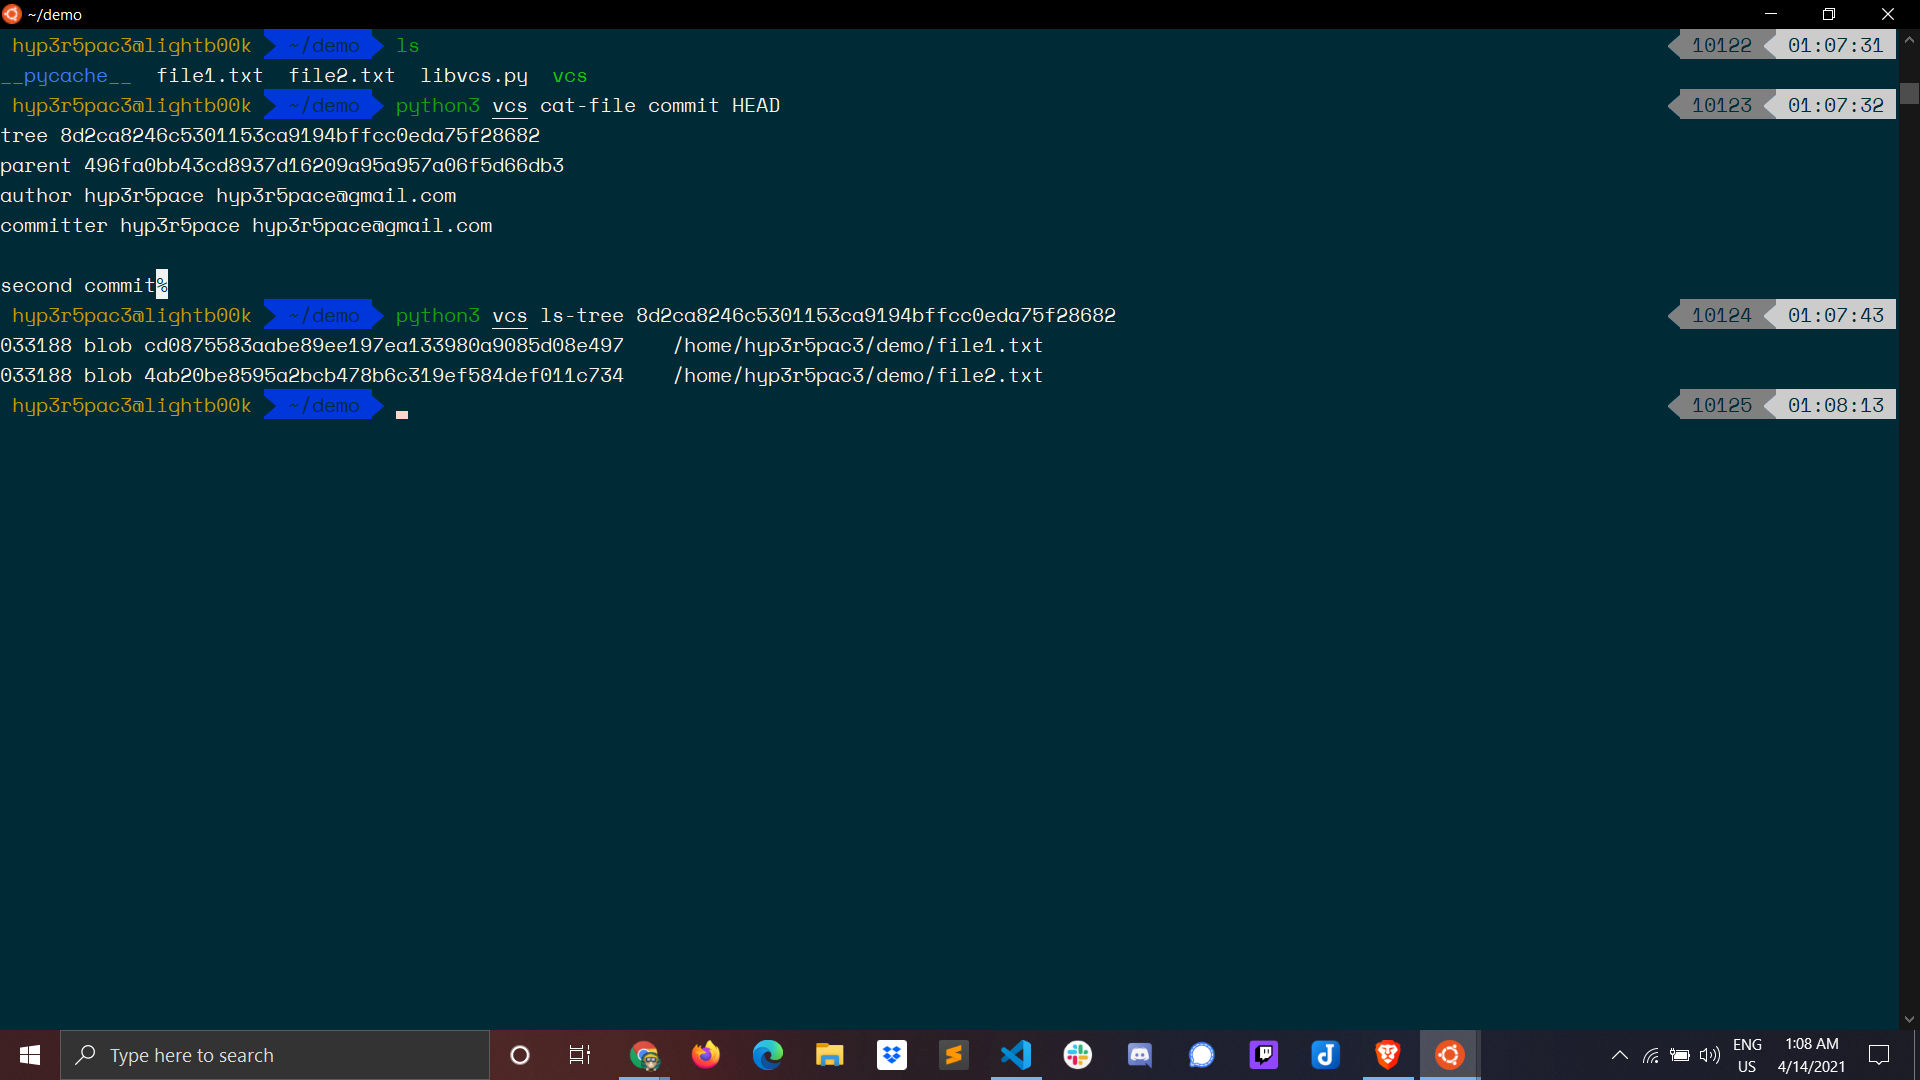 ~/demo
hyp3r5pac3@lightb00k ~/demo ls 10122 01:07:31
__pycache__ file1.txt file2.txt libvcs.py vcs
hyp3r5pac3@lightb00k ~/demo python3 vcs cat-file commit HEAD 10123 01:07:32
tree 8d2ca8246c5301153ca9194bffcc0eda75f28682
parent 496fa0bb43cd8937d16209a95a957a06f5d66db3
author hyp3r5pace hyp3r5pace@gmail.com
committer hyp3r5pace hyp3r5pace@gmail.com
second commit%
hyp3r5pac3@lightb00k ~/demo python3 vcs ls-tree 8d2ca8246c5301153ca9194bffcc0eda75f28682 10124 01:07:43
033188 blob cd0875583aabe89ee197ea133980a9085d08e497 /home/hyp3r5pac3/demo/file1.txt
033188 blob 4ab20be8595a2bcb478b6c319ef584def011c734 /home/hyp3r5pac3/demo/file2.txt
hyp3r5pac3@lightb00k ~/demo 10125 01:08:13
Type here to search
ENG 1:08 AM
US 4/14/2021